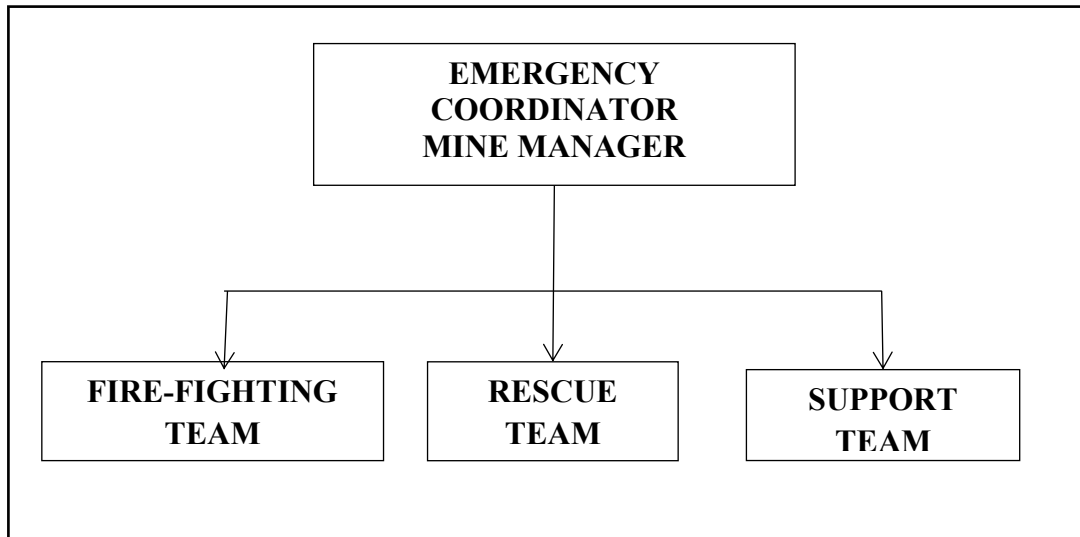 EMERGENCY
COORDINATOR
MINE MANAGER
FIRE-FIGHTING
TEAM
RESCUE
TEAM
SUPPORT
TEAM